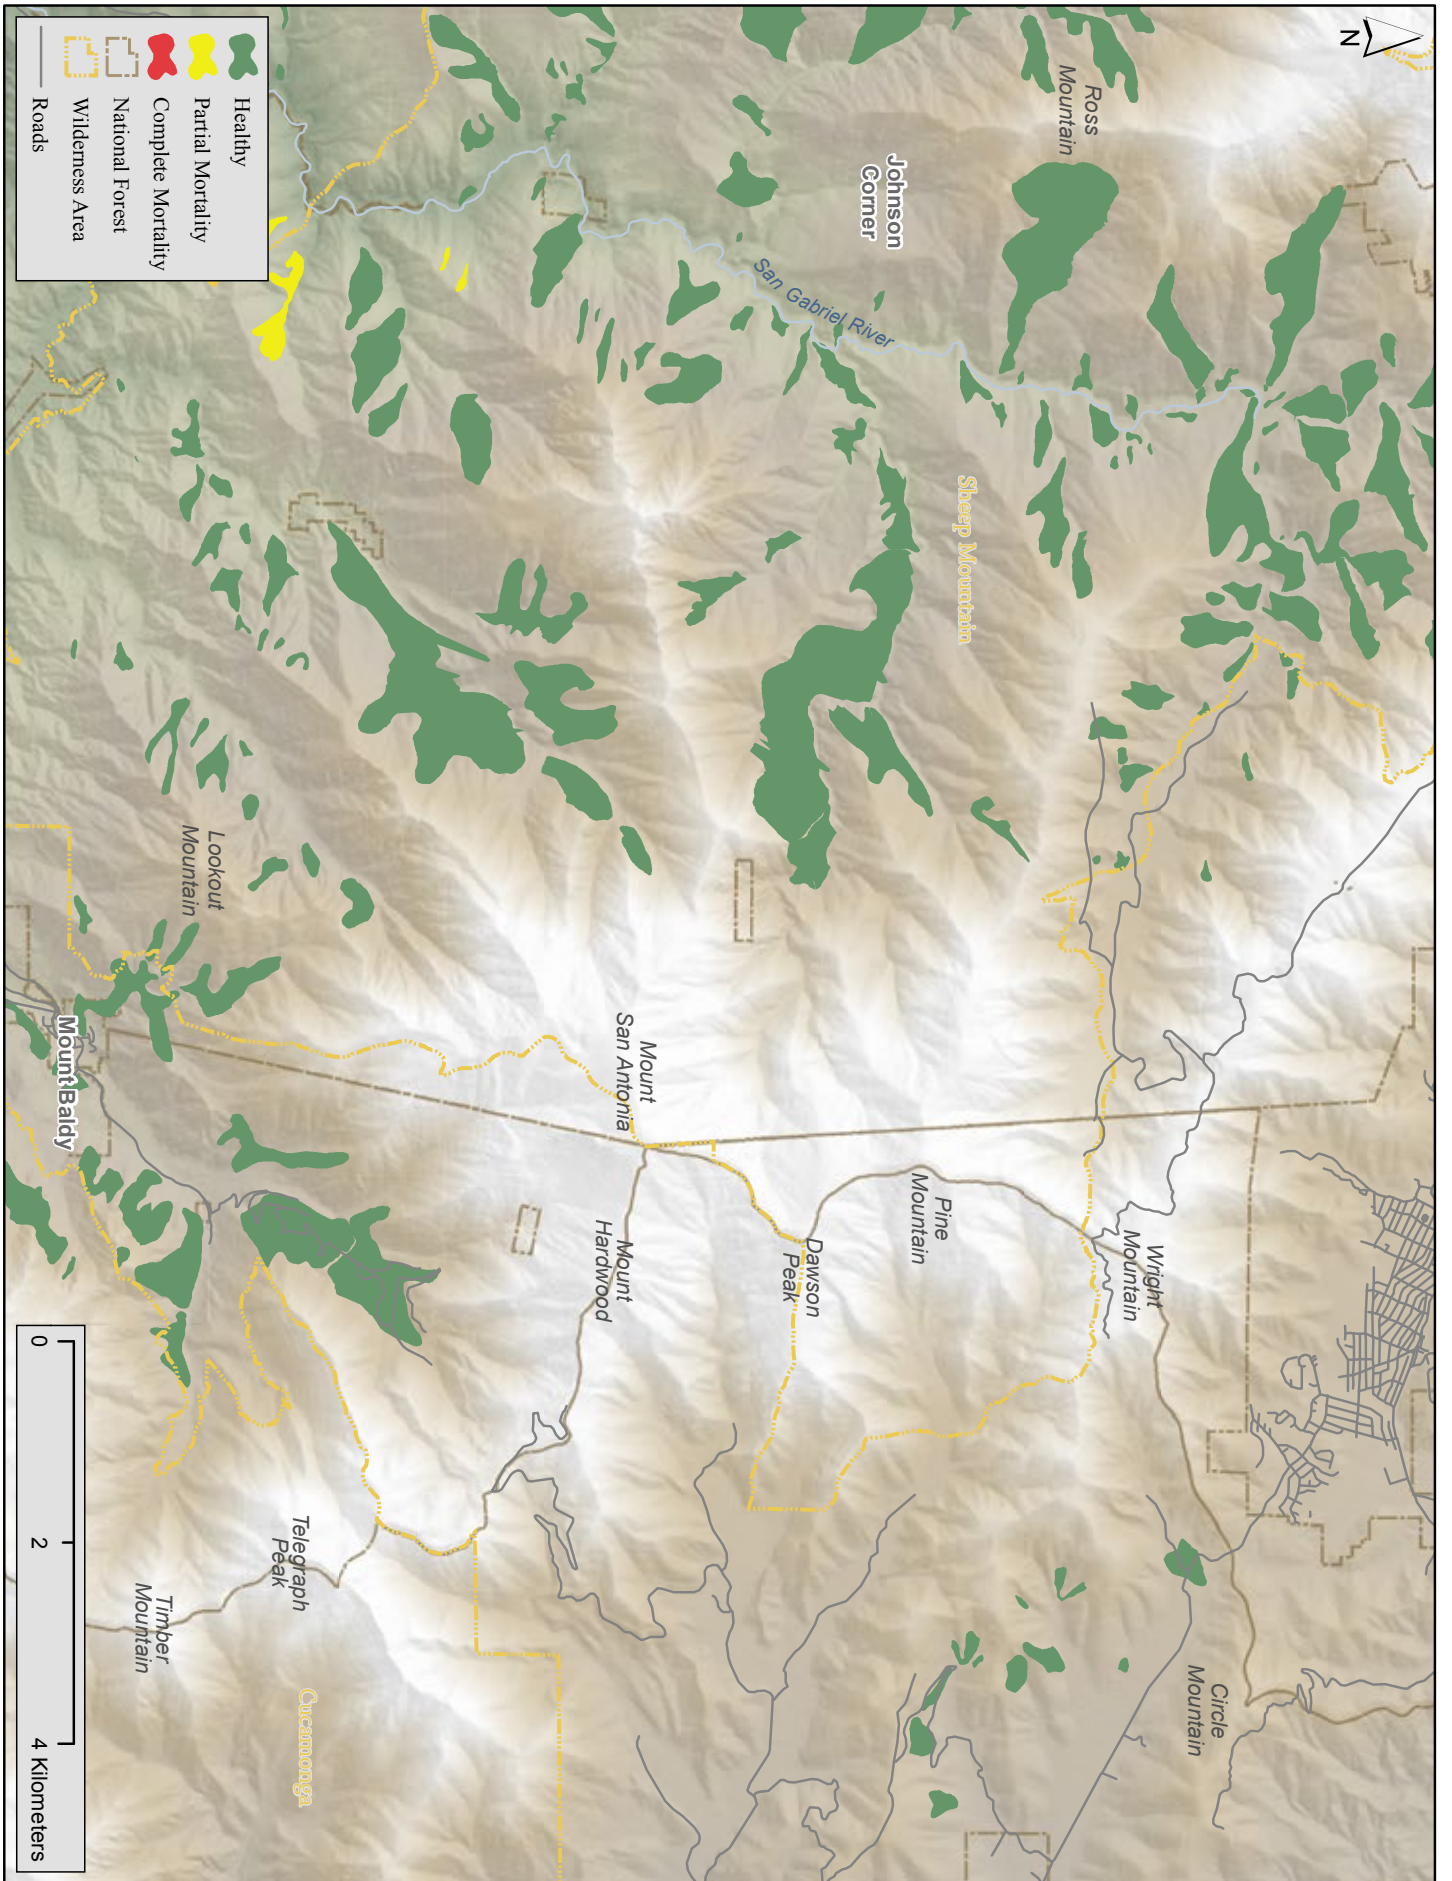 N
Ross
Mountain
Johnson
Corner
San Gabriel River
Sheep Mountain
Wright
Mountain
Circle
Mountain
Pine
Mountain
Dawson
Peak
Mount
San Antonia
Mount
Hardwood
Lookout
Mountain
Mount Baldy
Telegraph
Peak
Timber
Mountain
Cucamonga
Healthy
Partial Mortality
Complete Mortality
National Forest
Wilderness Area
Roads
0 2 4 Kilometers